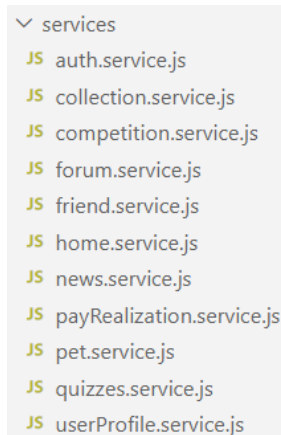 services
JS auth.service.js
JS collection.service.js
JS competition.service.js
JS forum.service.js
JS friend.service.js
JS home.service.js
JS news.service.js
JS payRealization.service.js
JS pet.service.js
JS quizzes.service.js
JS userProfile.service.js